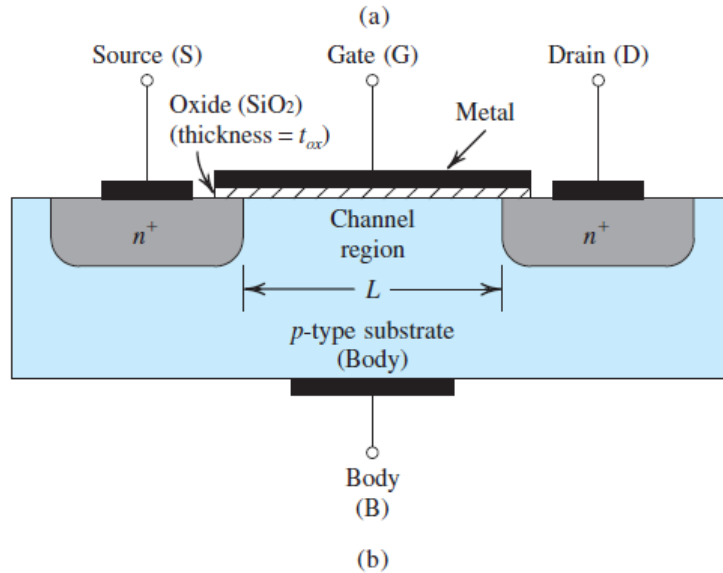 (a)
Source (S)
Gate (G)
Drain (D)
Oxide (SiO₂)
(thickness = tₒₓ)
Metal
n⁺
Channel
region
n⁺
L
p-type substrate
(Body)
Body
(B)
(b)